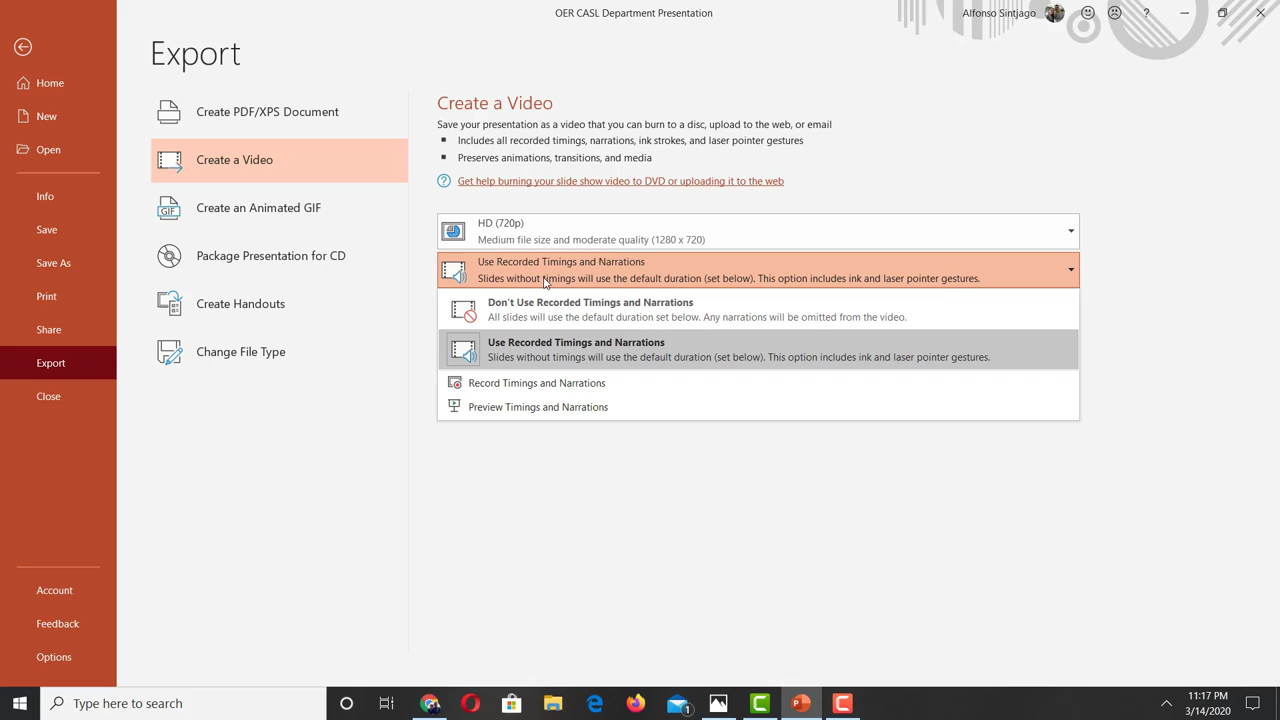 OER CASL Department Presentation
Alfonso Sintjago
?
Export
Home
New
Open
Info
Save
Save As
Print
Share
Export
Close
Account
Feedback
Options
Create PDF/XPS Document
Create a Video
GIF
Create an Animated GIF
Package Presentation for CD
Create Handouts
Change File Type
Create a Video
Save your presentation as a video that you can burn to a disc, upload to the web, or email
Includes all recorded timings, narrations, ink strokes, and laser pointer gestures
Preserves animations, transitions, and media
? Get help burning your slide show video to DVD or uploading it to the web
HD (720p)
Medium file size and moderate quality (1280 x 720)
Use Recorded Timings and Narrations
Slides without timings will use the default duration (set below). This option includes ink and laser pointer gestures.
Don't Use Recorded Timings and Narrations
All slides will use the default duration set below. Any narrations will be omitted from the video.
Use Recorded Timings and Narrations
Slides without timings will use the default duration (set below). This option includes ink and laser pointer gestures.
Record Timings and Narrations
Preview Timings and Narrations
Type here to search
1
11:17 PM
3/14/2020